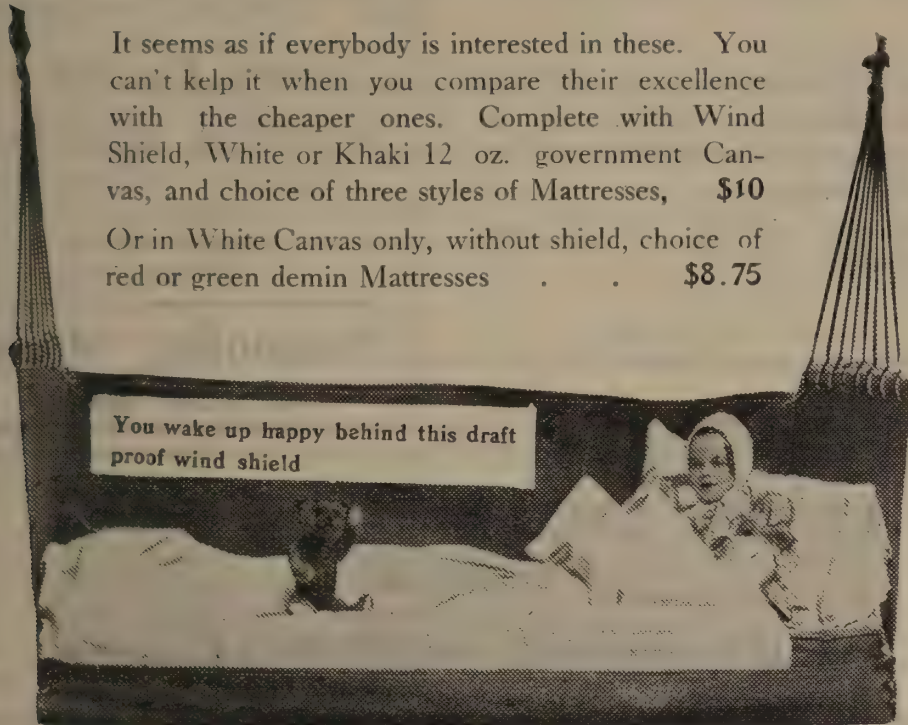 It seems as if everybody is interested in these. You
can't kelp it when you compare their excellence
with the cheaper ones. Complete with Wind
Shield, White or Khaki 12 oz. government Can-
vas, and choice of three styles of Mattresses, $10
Or in White Canvas only, without shield, choice of
red or green demin Mattresses . . $8.75
You wake up happy behind this draft
proof wind shield